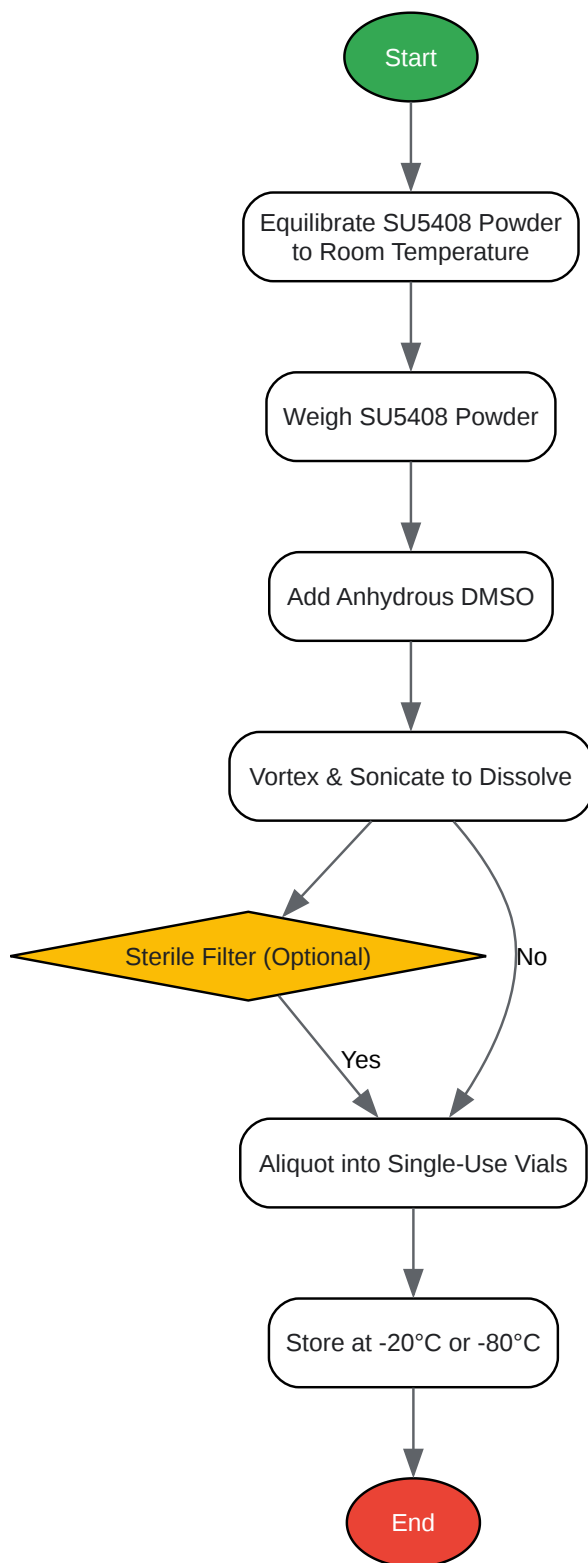 Start
Equilibrate SU5408 Powder
to Room Temperature
Weigh SU5408 Powder
Add Anhydrous DMSO
Vortex & Sonicate to Dissolve
Sterile Filter (Optional)
No
Yes
Aliquot into Single-Use Vials
Store at -20°C or -80°C
End